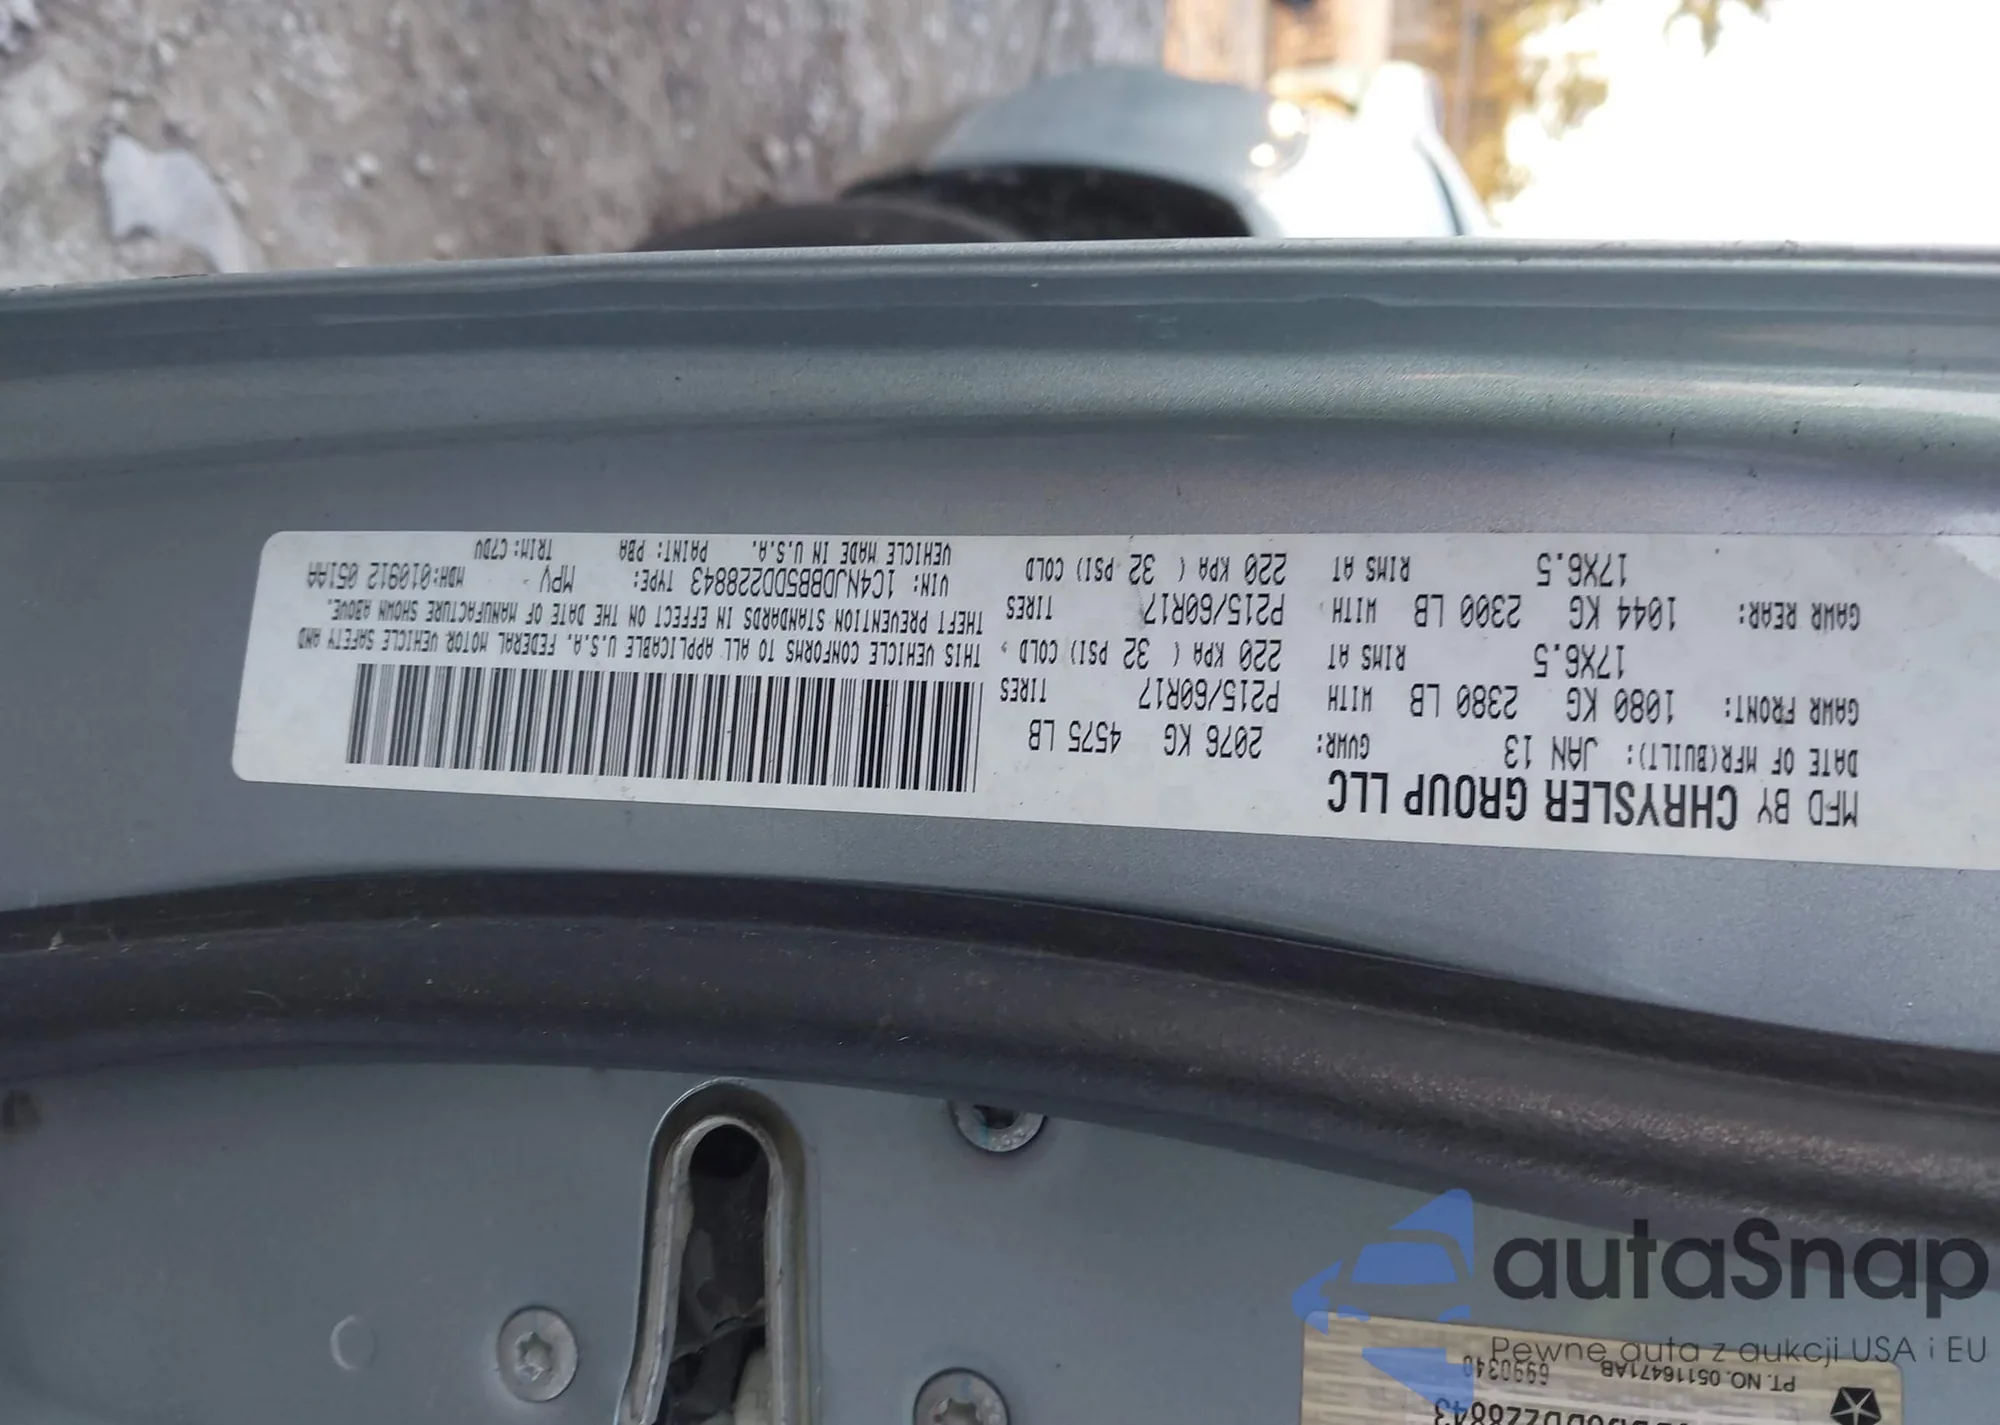 MFD BY CHRYSLER GROUP LLC
DATE OF MFR(BUILT): JAN 13 GVWR: 2076 KG 4575 LB
GAWR FRONT: 1080 KG 2380 LB WITH P215/60R17 TIRES
17X6.5 RIMS AT 220 KPA ( 32 PSI) COLD
GAWR REAR: 1044 KG 2300 LB WITH P215/60R17 TIRES
17X6.5 RIMS AT 220 KPA ( 32 PSI) COLD
THIS VEHICLE CONFORMS TO ALL APPLICABLE U.S.A. FEDERAL MOTOR VEHICLE SAFETY AND
THEFT PREVENTION STANDARDS IN EFFECT ON THE DATE OF MANUFACTURE SHOWN ABOVE.
VIN: 1C4NJDBB5DD228843 TYPE: MPV MDH:010912 051AA
VEHICLE MADE IN U.S.A. PAINT: PBA TRIM: C7DV
autaSnap
Pewne auta z aukcji USA i EU
PT. NO. 05116471AB 6990340